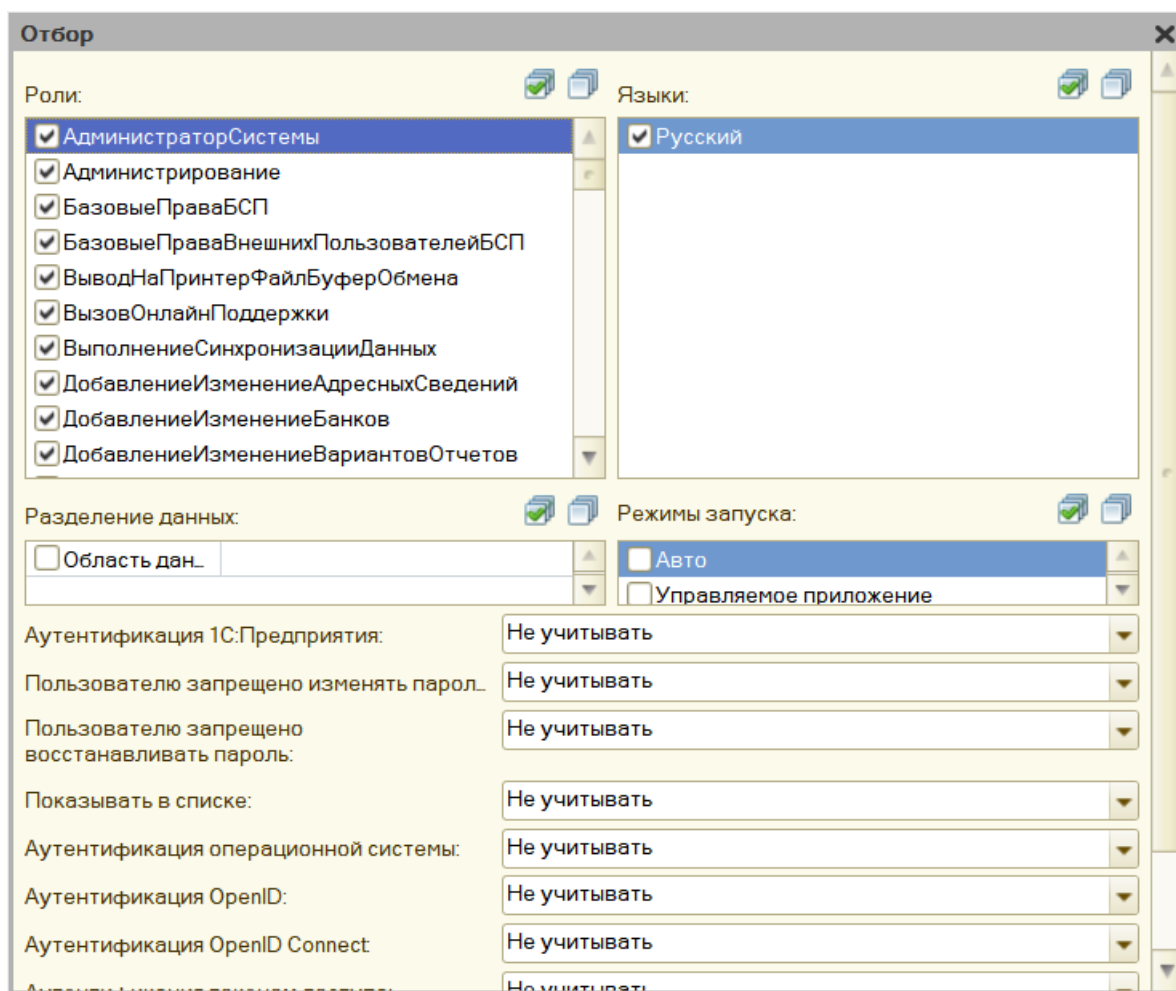 Отбор
Роли:
АдминистраторСистемы
Администрирование
БазовыеПраваБСП
БазовыеПраваВнешнихПользователейБСП
ВыводНаПринтерФайлБуферОбмена
ВызовОнлайнПоддержки
ВыполнениеСинхронизацииДанных
ДобавлениеИзменениеАдресныхСведений
ДобавлениеИзменениеБанков
ДобавлениеИзменениеВариантовОтчетов
Языки:
Русский
Разделение данных:
Область дан...
Режимы запуска:
Авто
Управляемое приложение
Аутентификация 1С:Предприятия: Не учитывать
Пользователю запрещено изменять парол... Не учитывать
Пользователю запрещено Не учитывать
восстанавливать пароль:
Показывать в списке: Не учитывать
Аутентификация операционной системы: Не учитывать
Аутентификация OpenID: Не учитывать
Аутентификация OpenID Connect: Не учитывать
Не учитывать